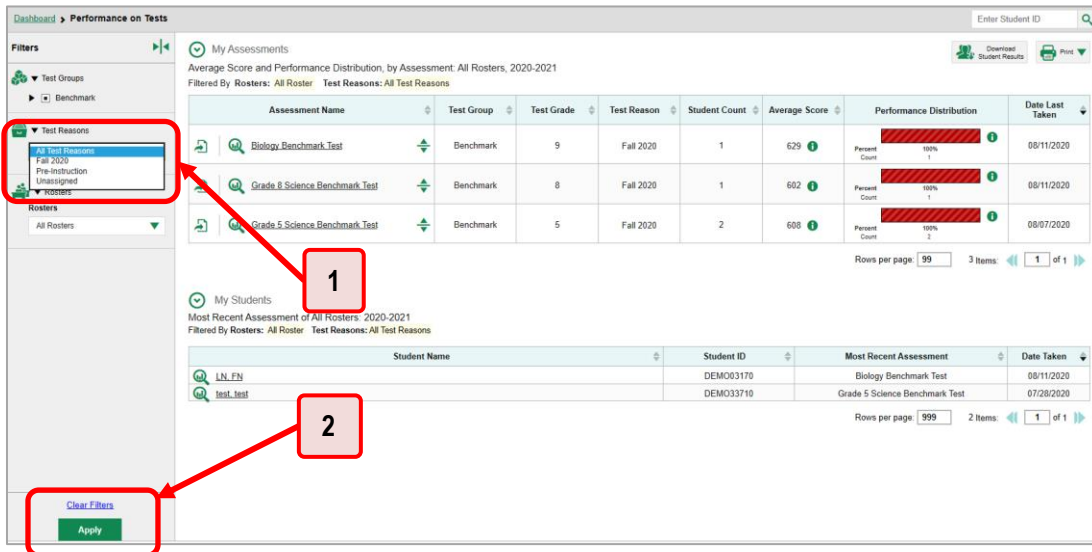 Dashboard > Performance on Tests
Enter Student ID
Filters
Test Groups
Benchmark
Test Reasons
All Test Reasons
Fall 2020
Pre-Instruction
Unassigned
Rosters
Rosters
All Rosters
Clear Filters
Apply
My Assessments
Download Student Results
Print
Average Score and Performance Distribution, by Assessment: All Rosters, 2020-2021
Filtered By Rosters: All Roster Test Reasons: All Test Reasons
Assessment Name Test Group Test Grade Test Reason Student Count Average Score Performance Distribution Date Last Taken
Biology Benchmark Test Benchmark 9 Fall 2020 1 629 Percent 100% Count 1 08/11/2020
Grade 8 Science Benchmark Test Benchmark 8 Fall 2020 1 602 Percent 100% Count 1 08/11/2020
Grade 5 Science Benchmark Test Benchmark 5 Fall 2020 2 608 Percent 100% Count 2 08/07/2020
Rows per page: 99 3 Items: 1 of 1
1
My Students
Most Recent Assessment of All Rosters: 2020-2021
Filtered By Rosters: All Roster Test Reasons: All Test Reasons
Student Name Student ID Most Recent Assessment Date Taken
LN, FN DEMO03170 Biology Benchmark Test 08/11/2020
test, test DEMO33710 Grade 5 Science Benchmark Test 07/28/2020
Rows per page: 999 2 Items: 1 of 1
2